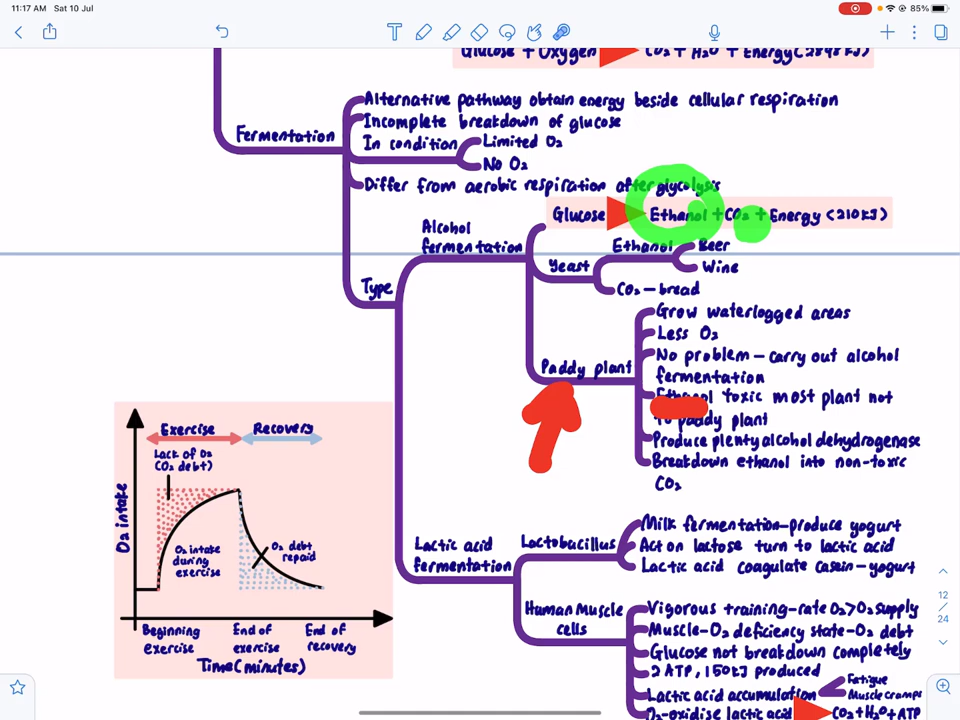 11:17 AM Sat 10 Jul
85%
Glucose + Oxygen CO2 + H2O + Energy (2898 kJ)
Fermentation
Alternative pathway obtain energy beside cellular respiration
Incomplete breakdown of glucose
In condition
Limited O2
No O2
Differ from aerobic respiration after glycolysis
Type
Alcohol
fermentation
Glucose Ethanol + CO2 + Energy (210 kJ)
Yeast
Ethanol
Beer
Wine
CO2 – bread
Paddy plant
Grow waterlogged areas
Less O2
No problem – carry out alcohol
fermentation
Ethanol toxic most plant not
to paddy plant
Produce plenty alcohol dehydrogenase
Breakdown ethanol into non-toxic
CO2
Lactic acid
fermentation
Lactobacillus
Milk fermentation–produce yogurt
Act on lactose turn to lactic acid
Lactic acid coagulate casein–yogurt
Human Muscle
cells
Vigorous training–rate O2>O2 supply
Muscle–O2 deficiency state–O2 debt
Glucose not breakdown completely
2 ATP, 150kJ produced
Lactic acid accumulation
Fatigue
Muscle cramps
O2–oxidise lactic acid CO2+H2O+ATP
Exercise
Recovery
Lack of O2
(O2 debt)
O2 intake
O2 intake
during
exercise
O2 debt
repaid
Beginning
exercise
End of
exercise
End of
recovery
Time(minutes)
12
/
24